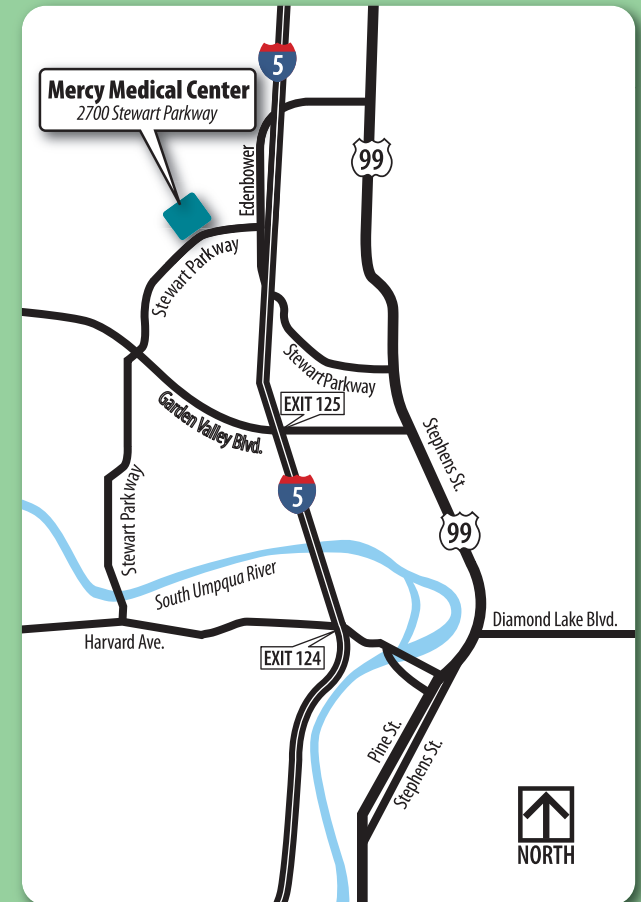 5
Mercy Medical Center
2700 Stewart Parkway
99
Edenbower
Stewart Parkway
Stewart Parkway
EXIT 125
Garden Valley Blvd.
Stephens St.
Stewart Parkway
5
99
South Umpqua River
Diamond Lake Blvd.
Harvard Ave.
EXIT 124
Pine St.
Stephens St.
NORTH